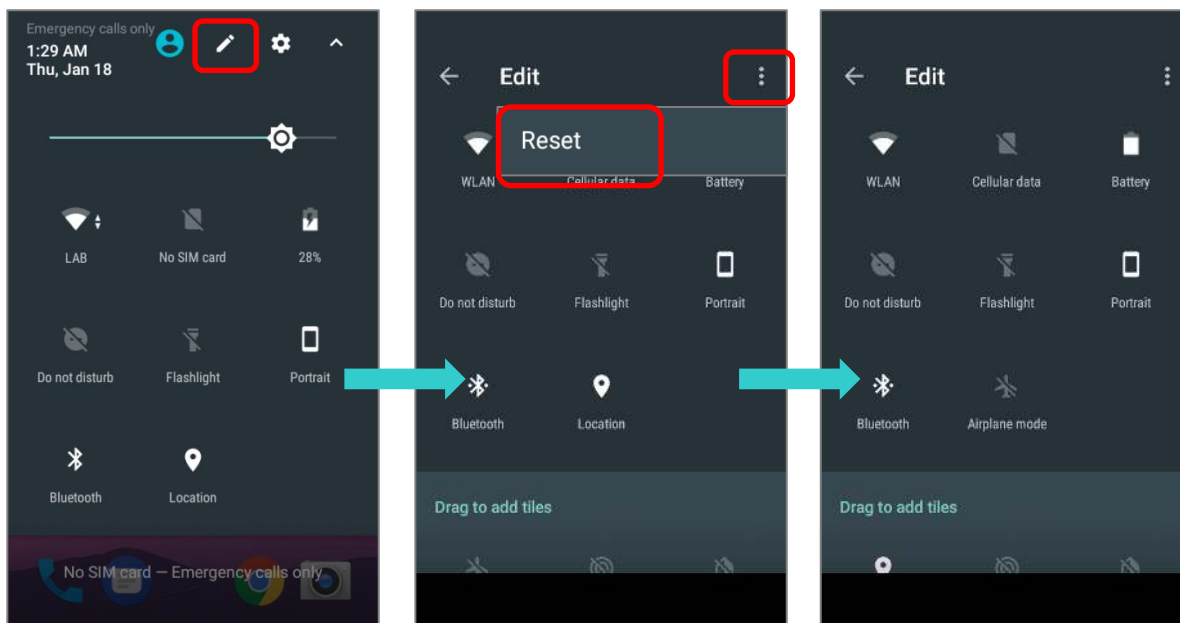 Emergency calls only
1:29 AM
Thu, Jan 18
LAB
No SIM card
28%
Do not disturb
Flashlight
Portrait
Bluetooth
Location
No SIM card — Emergency calls only
Edit
Reset
WLAN
Cellular data
Battery
Do not disturb
Flashlight
Portrait
Bluetooth
Location
Drag to add tiles
Edit
WLAN
Cellular data
Battery
Do not disturb
Flashlight
Portrait
Bluetooth
Airplane mode
Drag to add tiles